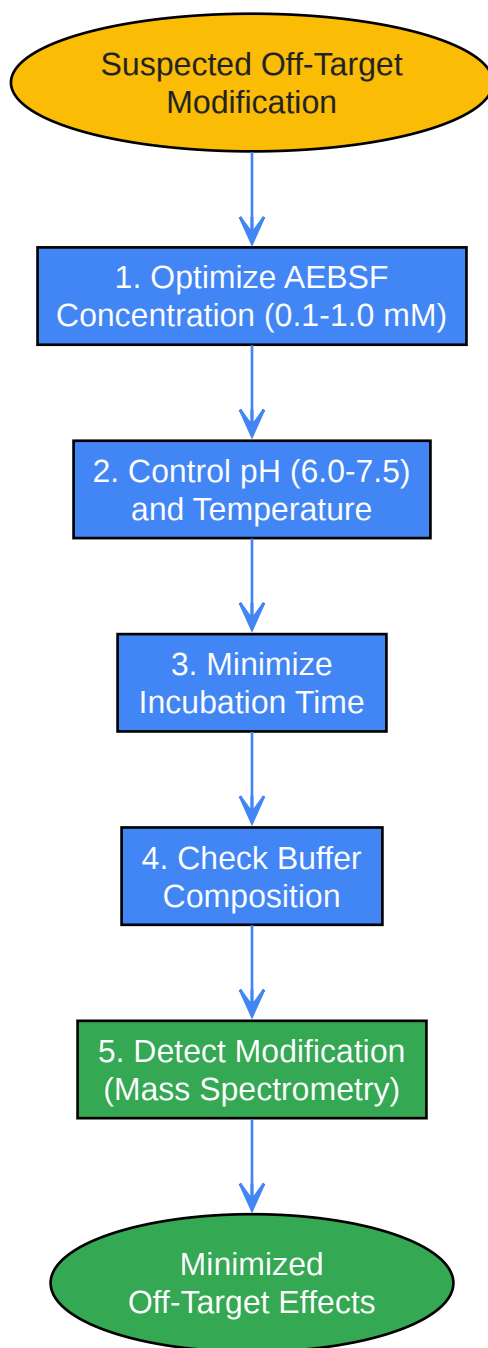 Suspected Off-Target
Modification
1. Optimize AEBSF
Concentration (0.1-1.0 mM)
2. Control pH (6.0-7.5)
and Temperature
3. Minimize
Incubation Time
4. Check Buffer
Composition
5. Detect Modification
(Mass Spectrometry)
Minimized
Off-Target Effects